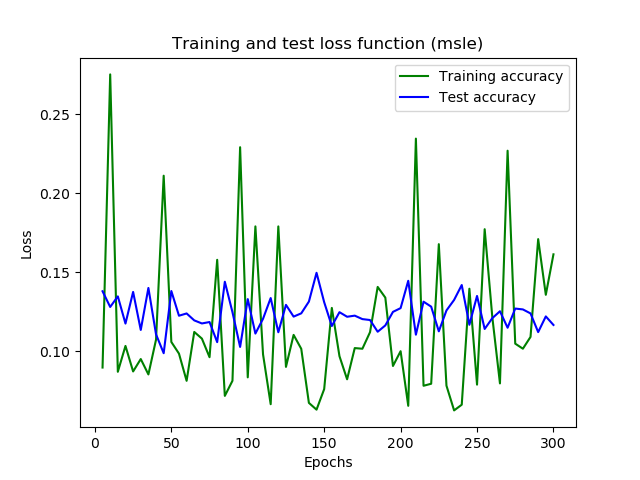 Training and test loss function (msle)
Training accuracy
Test accuracy
0.25
0.20
0.15
0.10
Loss
0 50 100 150 200 250 300
Epochs